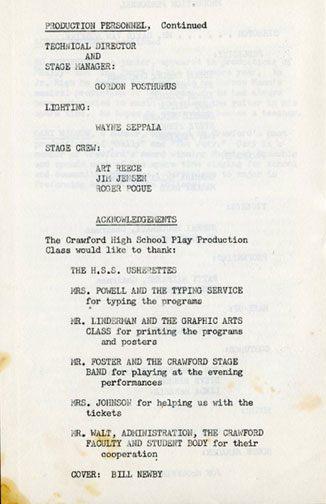 PRODUCTION PERSONNEL, Continued
TECHNICAL DIRECTOR
AND
STAGE MANAGER:
GORDON POSTHUMUS
LIGHTING:
WAYNE SEPPALA
STAGE CREW:
ART REECE
JIM JENSEN
ROGER POGUE
ACKNOWLEDGEMENTS
The Crawford High School Play Production
Class would like to thank:
THE H.S.S. USHERETTES
MRS. POWELL AND THE TYPING SERVICE
for typing the programs
MR. LINDERMAN AND THE GRAPHIC ARTS
CLASS for printing the programs
and posters
MR. FOSTER AND THE CRAWFORD STAGE
BAND for playing at the evening
performances
MRS. JOHNSON for helping us with the
tickets
MR. WALT, ADMINISTRATION, THE CRAWFORD
FACULTY AND STUDENT BODY for their
cooperation
COVER: BILL NEWBY